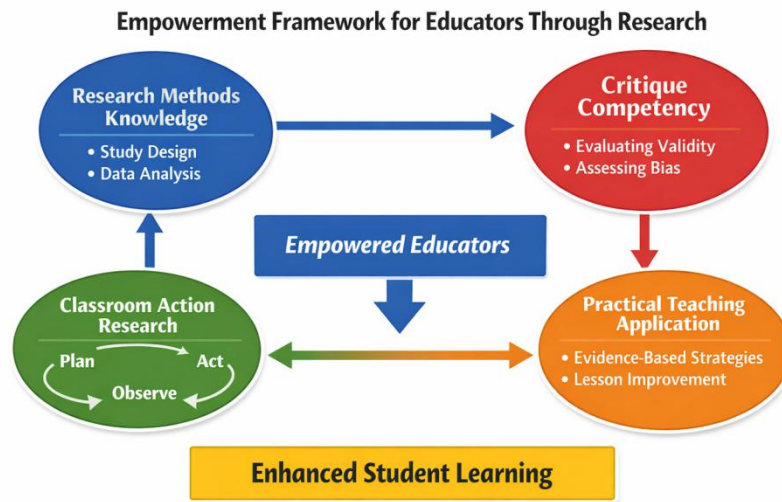 Empowerment Framework for Educators Through Research
Research Methods
Knowledge
• Study Design
• Data Analysis
Critique
Competency
• Evaluating Validity
• Assessing Bias
Empowered Educators
Classroom Action
Research
Plan
Act
Observe
Practical Teaching
Application
• Evidence-Based Strategies
• Lesson Improvement
Enhanced Student Learning